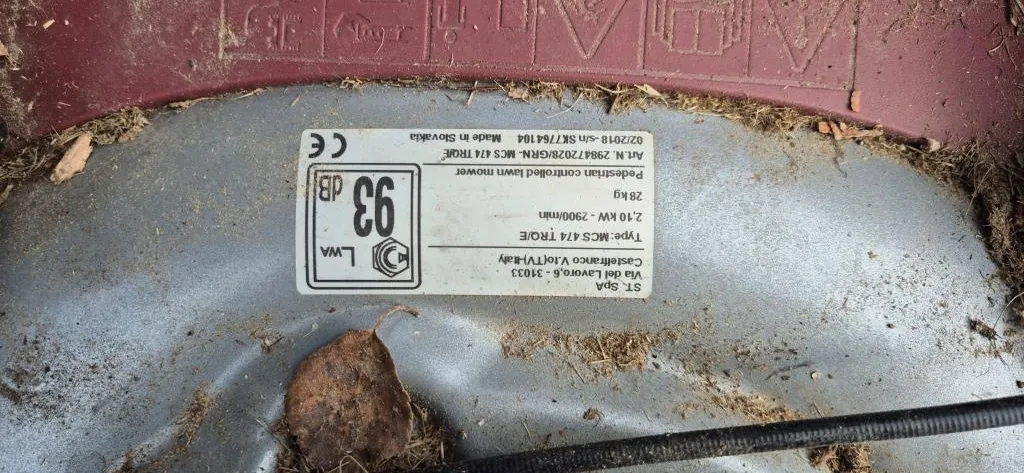 ST. SpA
Via del Lavoro,6 - 31033
Castelfranco V.to(TV)-Italy
Type: MCS 474 TRQ/E
2,10 kW - 2900/min
28 kg
Pedestrian controlled lawn mower
Art.N. 298472028/GRN- MCS 474 TRQ/E
02/2018 -s/n SK7764104 Made in Slovakia
LWA
93
dB
CE